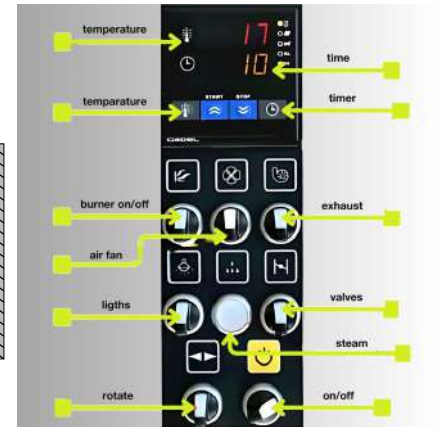 temperature
17
time
10
temparature
START STOP
timer
GEDEL
burner on/off
exhaust
air fan
ligths
valves
steam
rotate
on/off